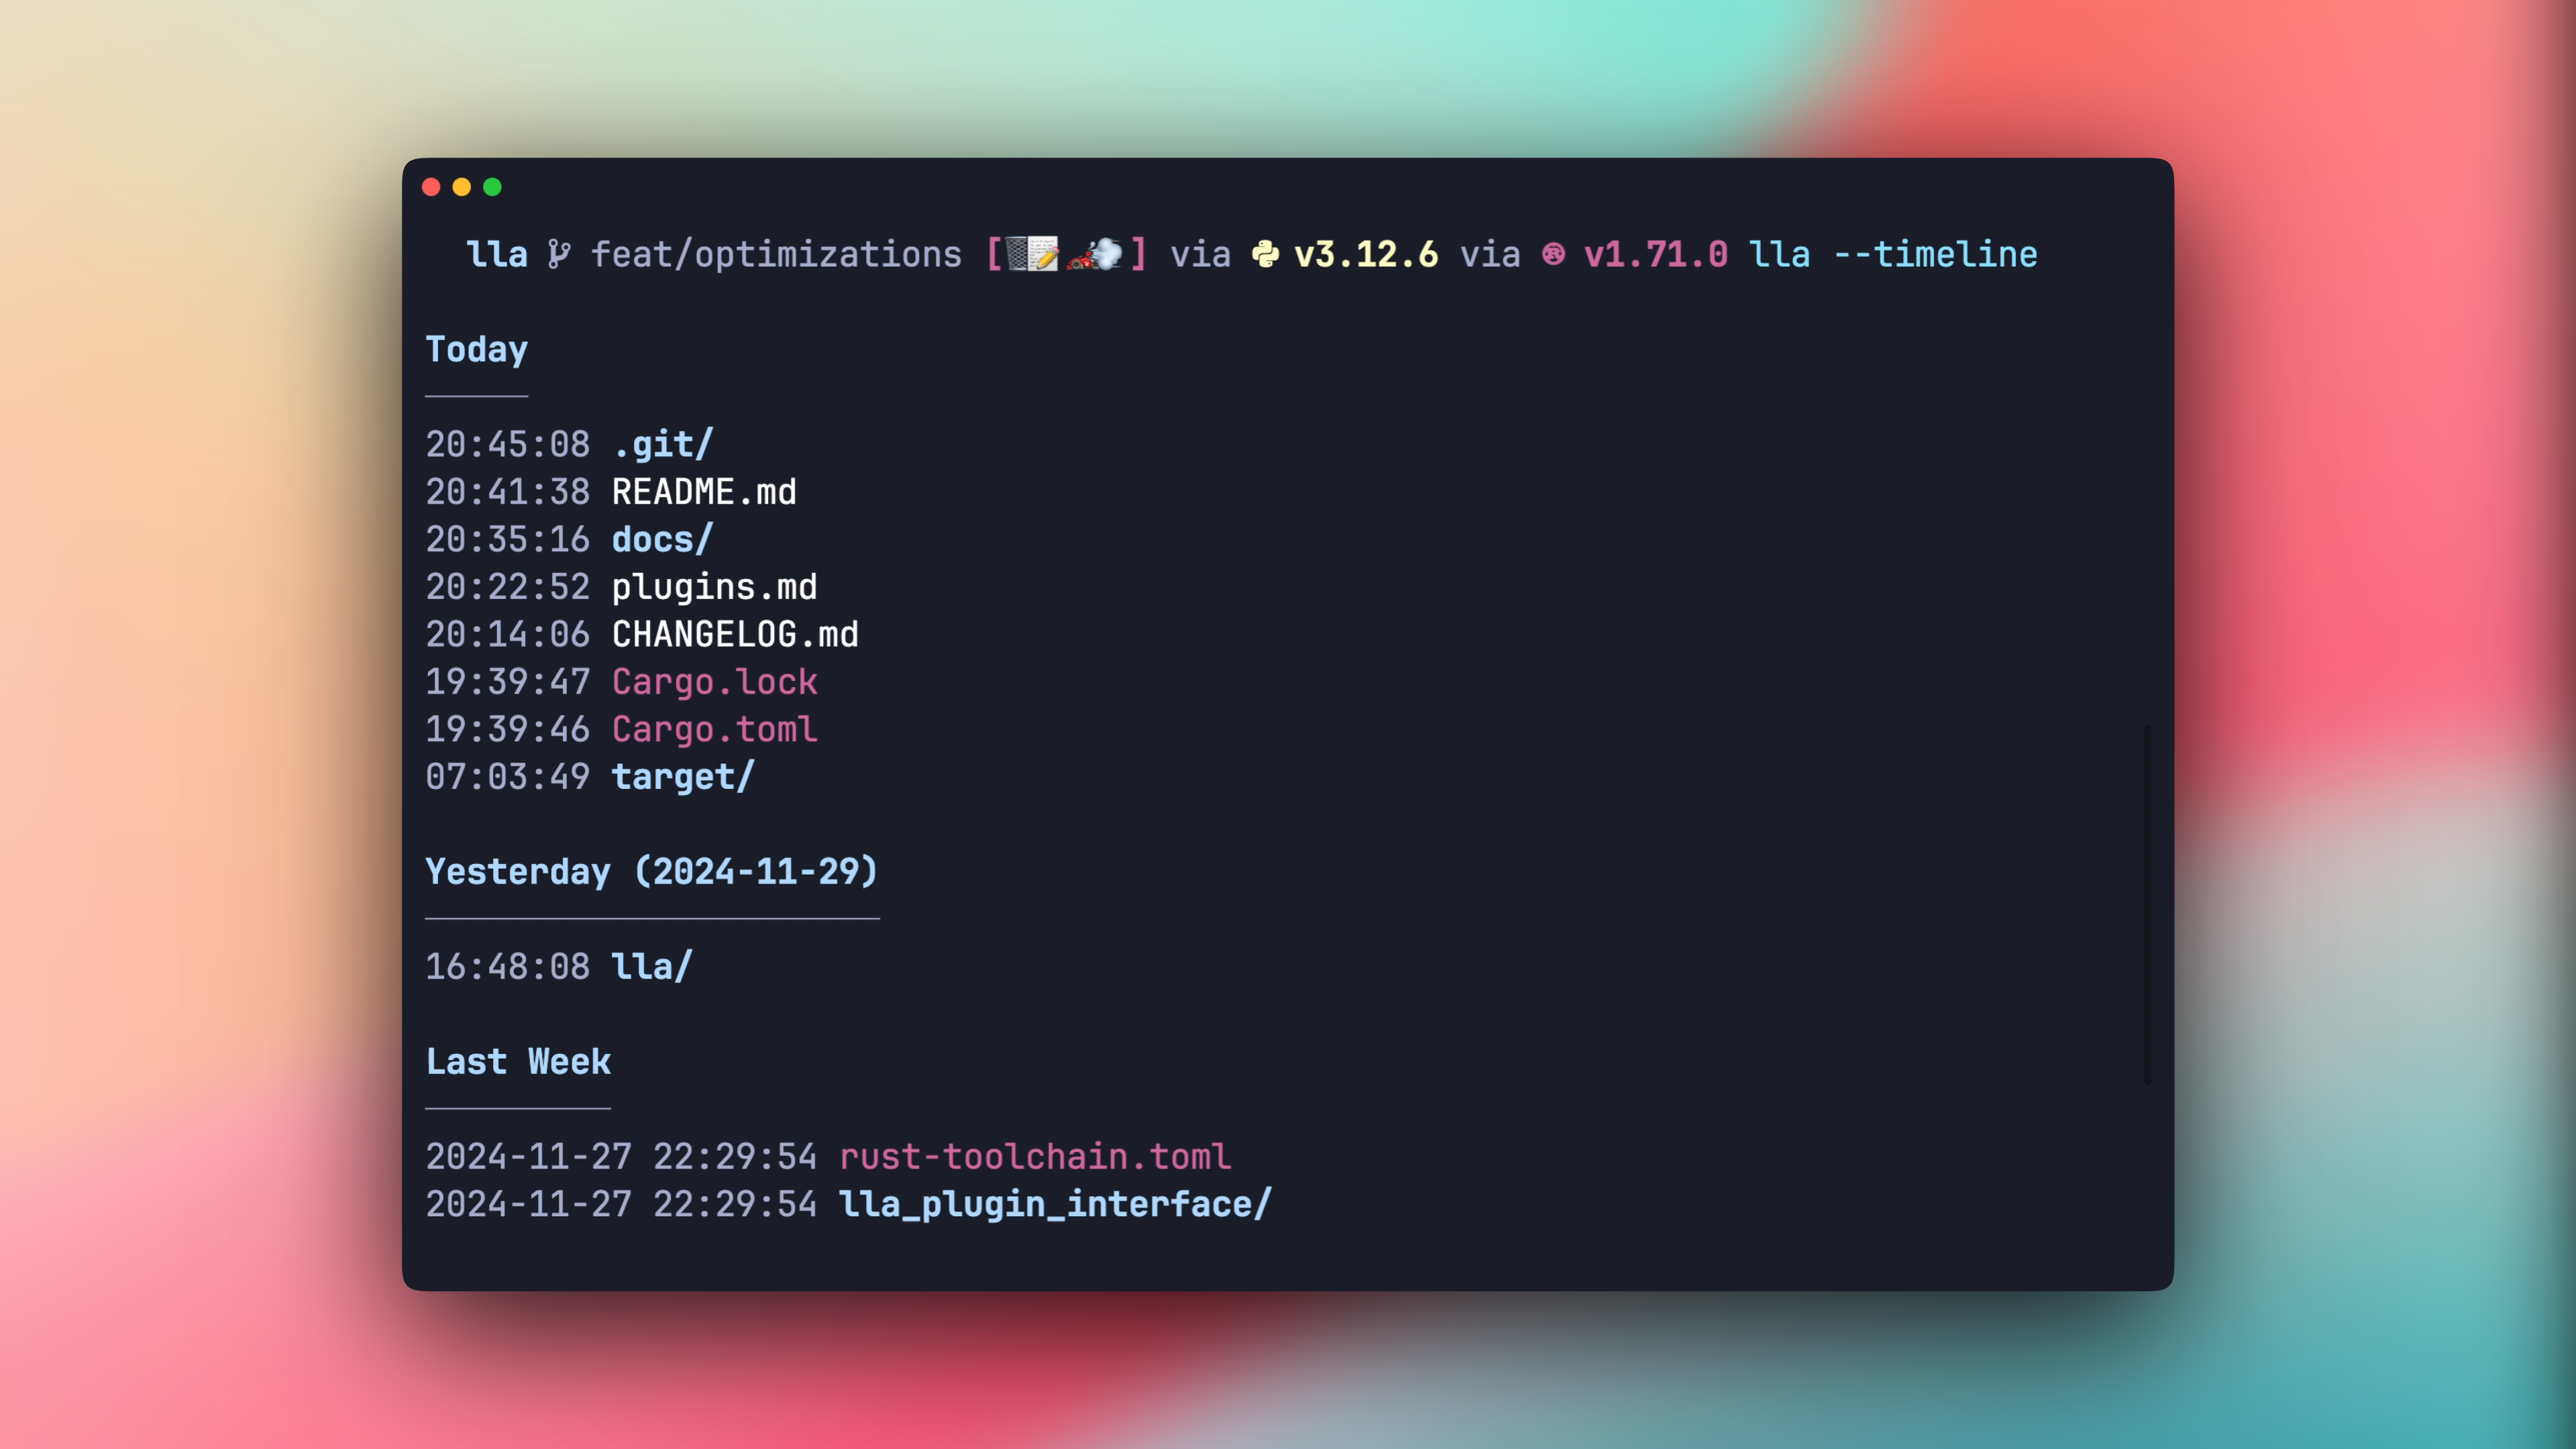 lla feat/optimizations [🗑️📝🏎️💨] via v3.12.6 via v1.71.0 lla --timeline
Today
20:45:08 .git/
20:41:38 README.md
20:35:16 docs/
20:22:52 plugins.md
20:14:06 CHANGELOG.md
19:39:47 Cargo.lock
19:39:46 Cargo.toml
07:03:49 target/
Yesterday (2024-11-29)
16:48:08 lla/
Last Week
2024-11-27 22:29:54 rust-toolchain.toml
2024-11-27 22:29:54 lla_plugin_interface/